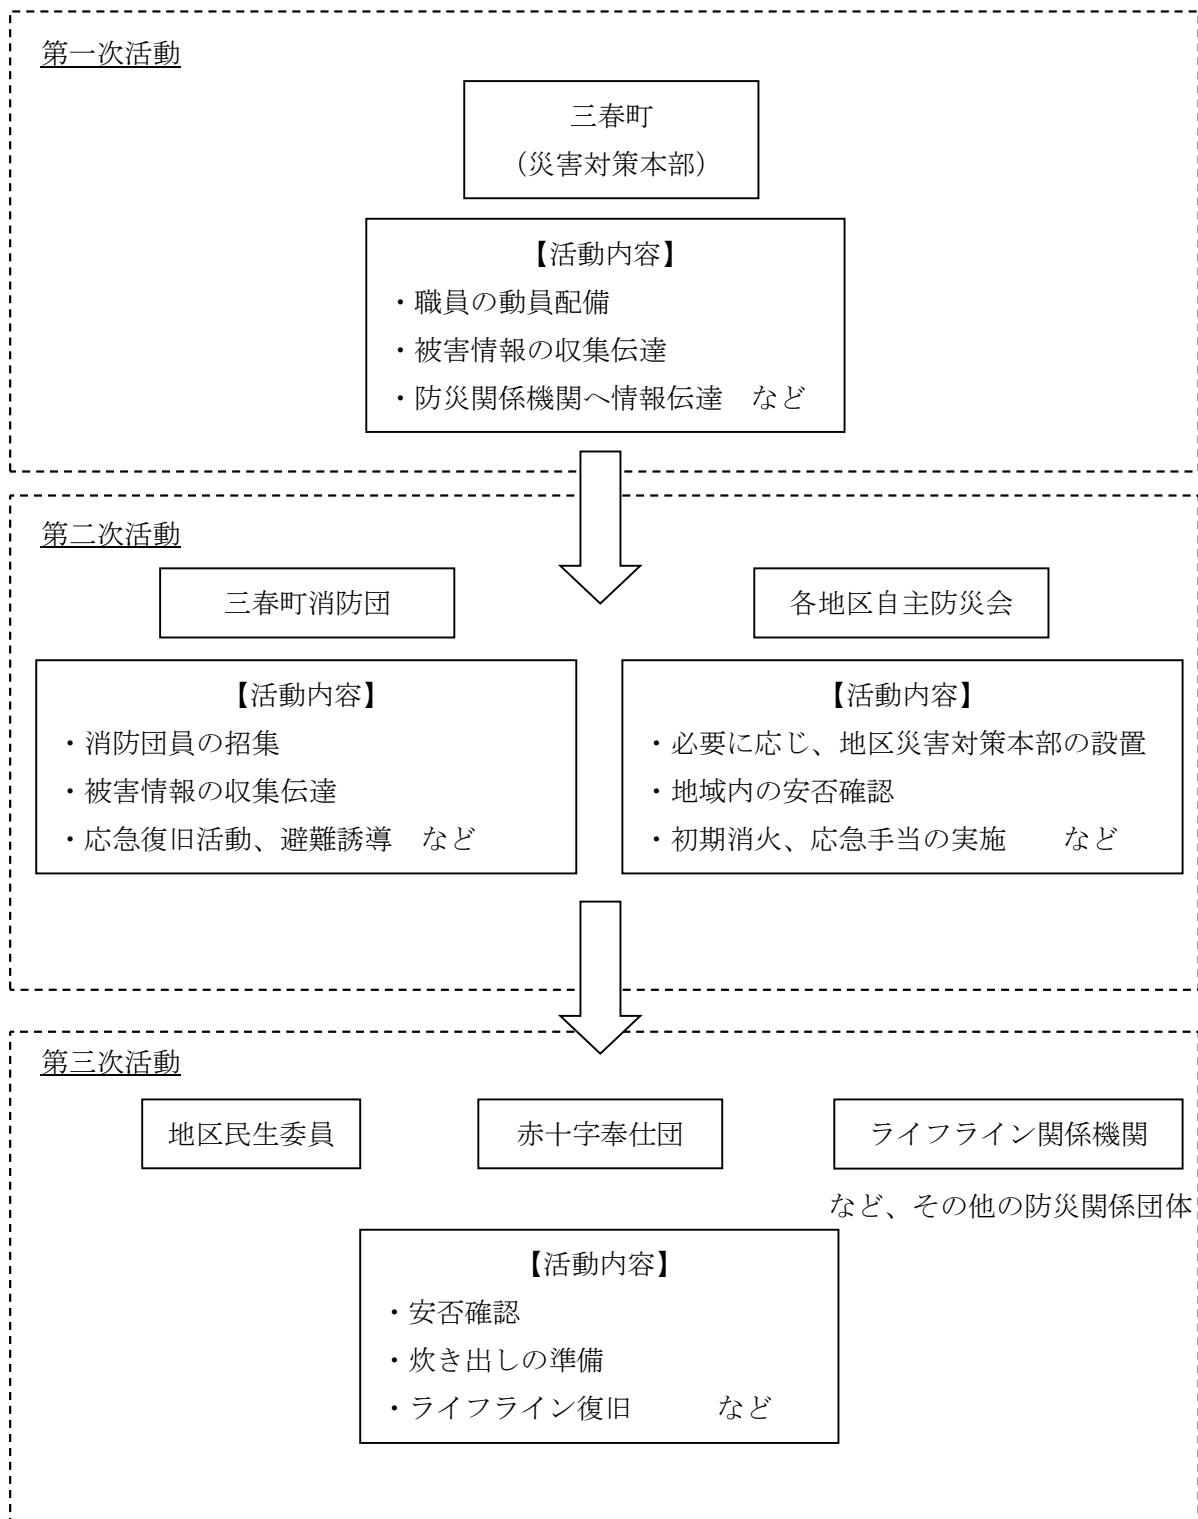 第一次活動
三春町
（災害対策本部）
【活動内容】
・職員の動員配備
・被害情報の収集伝達
・防災関係機関へ情報伝達　など
第二次活動
三春町消防団
【活動内容】
・消防団員の招集
・被害情報の収集伝達
・応急復旧活動、避難誘導　など
各地区自主防災会
【活動内容】
・必要に応じ、地区災害対策本部の設置
・地域内の安否確認
・初期消火、応急手当の実施　　など
第三次活動
地区民生委員
赤十字奉仕団
ライフライン関係機関
など、その他の防災関係団体
【活動内容】
・安否確認
・炊き出しの準備
・ライフライン復旧　　　など